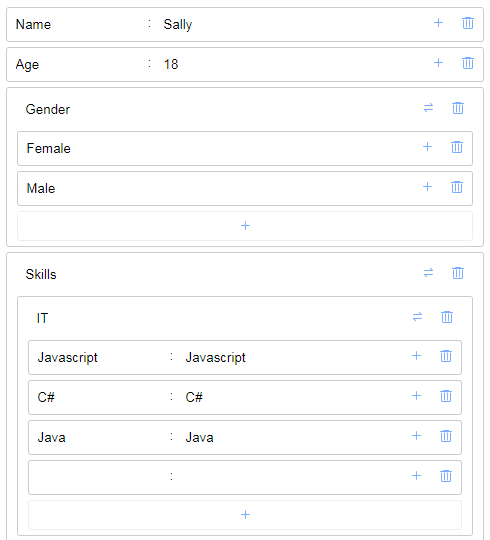 Name : Sally
Age : 18
Gender
Female
Male
Skills
IT
Javascript : Javascript
C# : C#
Java : Java
: